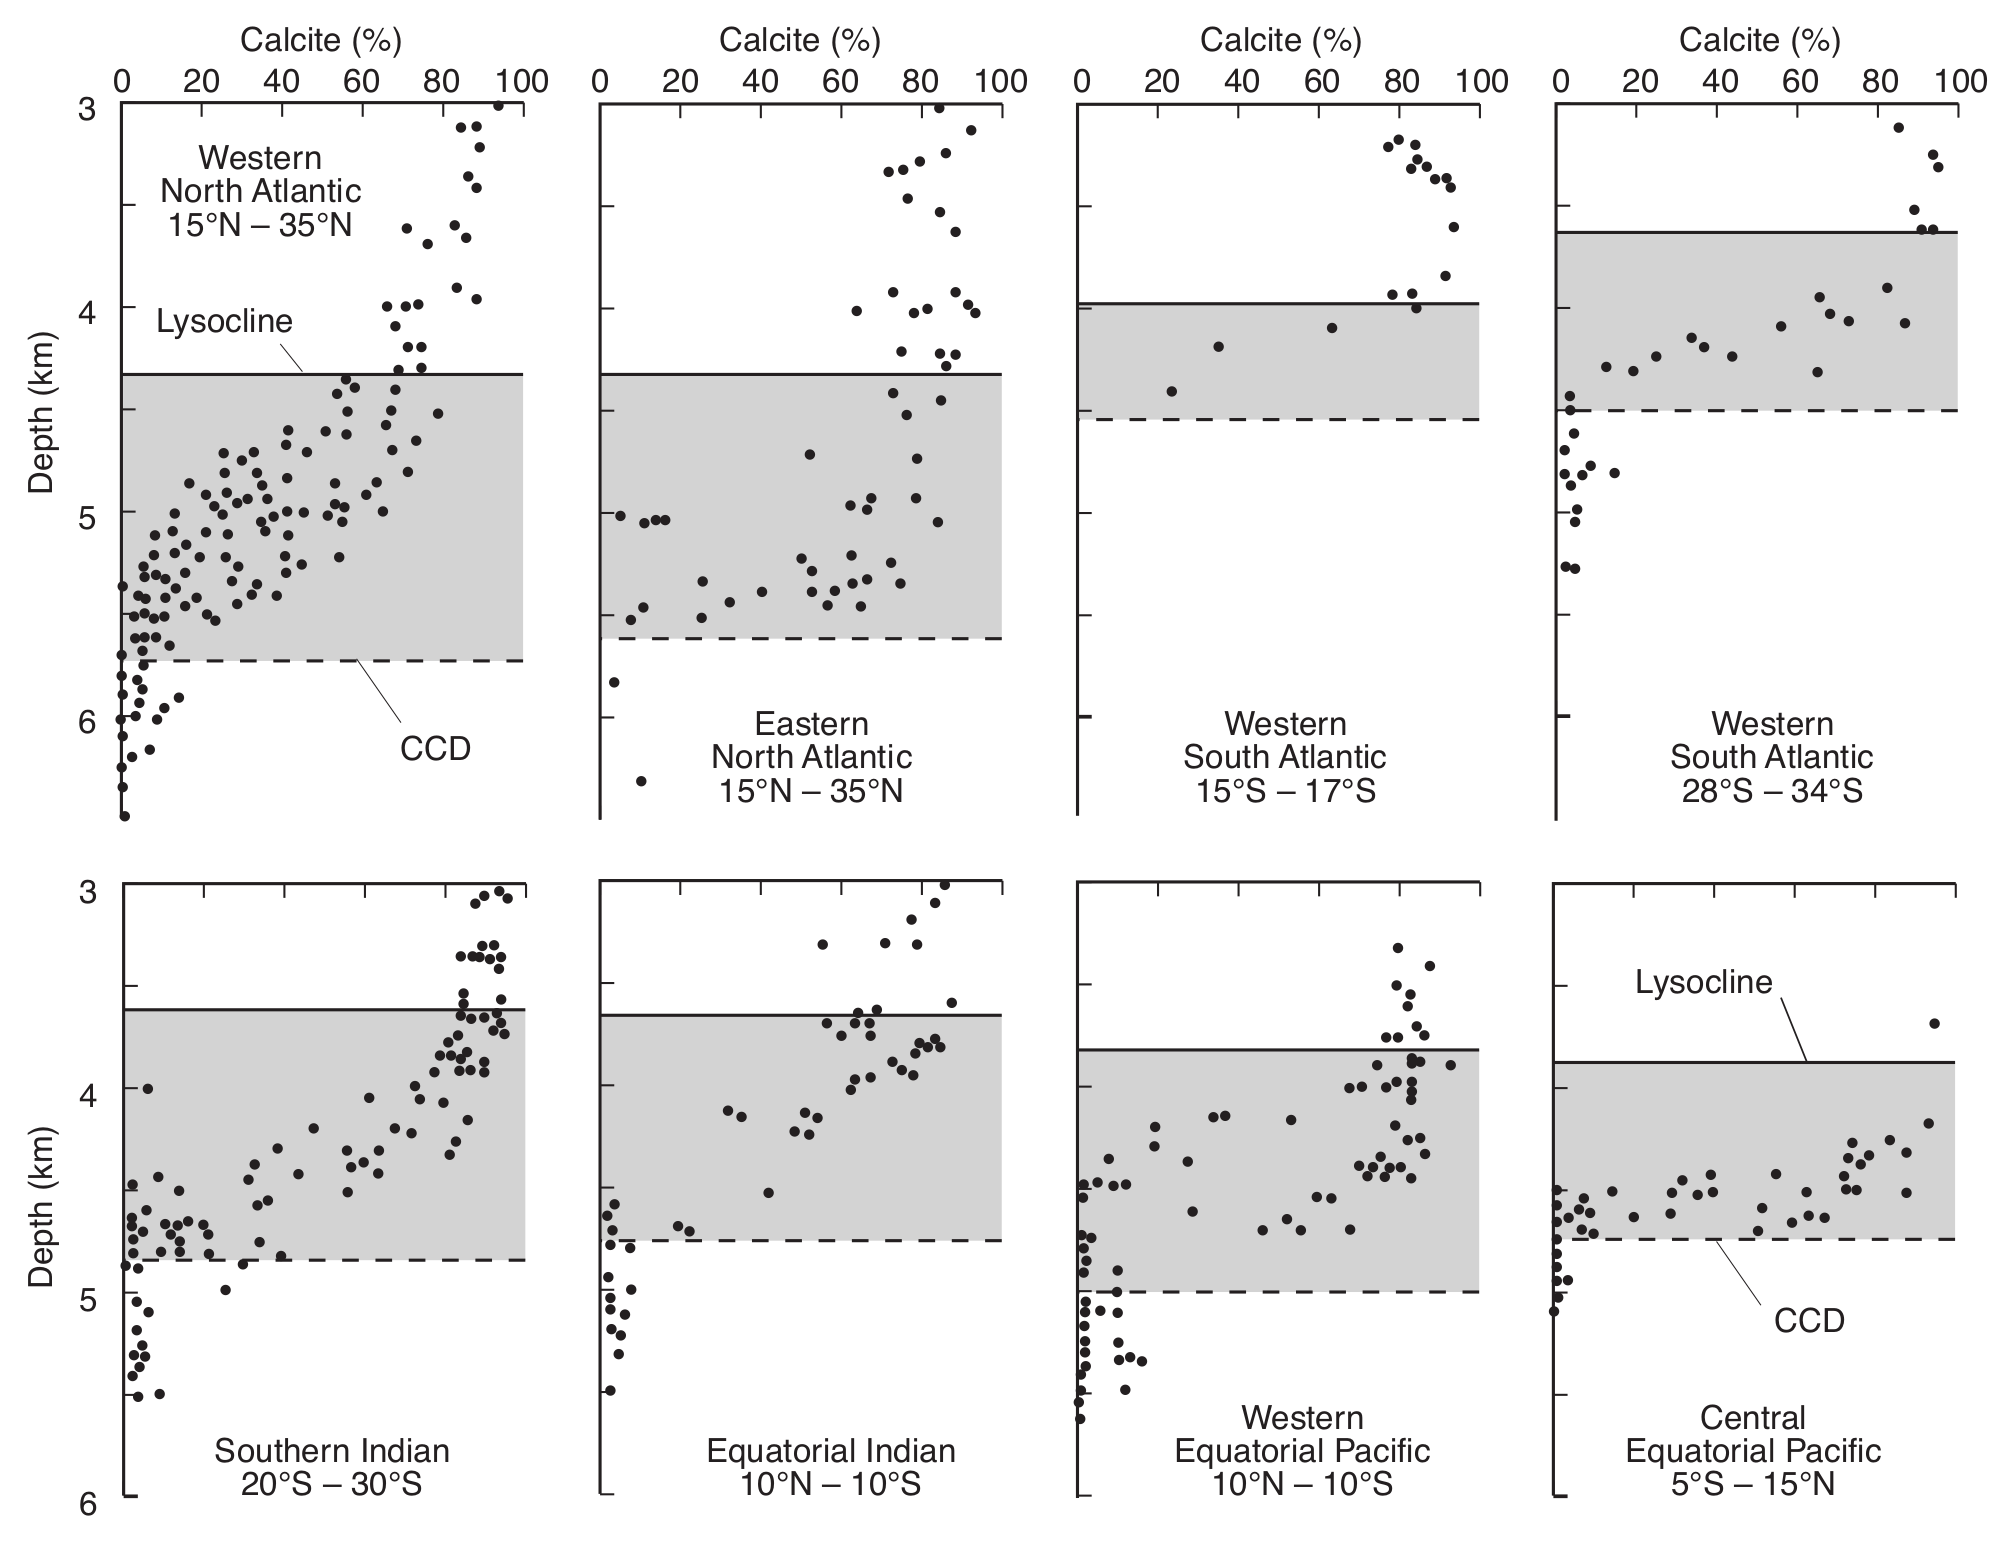 Calcite (%) Calcite (%) Calcite (%) Calcite (%)
0 20 40 60 80 100 0 20 40 60 80 100 0 20 40 60 80 100 0 20 40 60 80 100
3
Western
North Atlantic
15°N – 35°N
Lysocline
4
Depth (km)
5
6
CCD
Eastern
North Atlantic
15°N – 35°N
Western
South Atlantic
15°S – 17°S
Western
South Atlantic
28°S – 34°S
3
4
Depth (km)
5
6
Southern Indian
20°S – 30°S
Equatorial Indian
10°N – 10°S
Western
Equatorial Pacific
10°N – 10°S
Lysocline
CCD
Central
Equatorial Pacific
5°S – 15°N